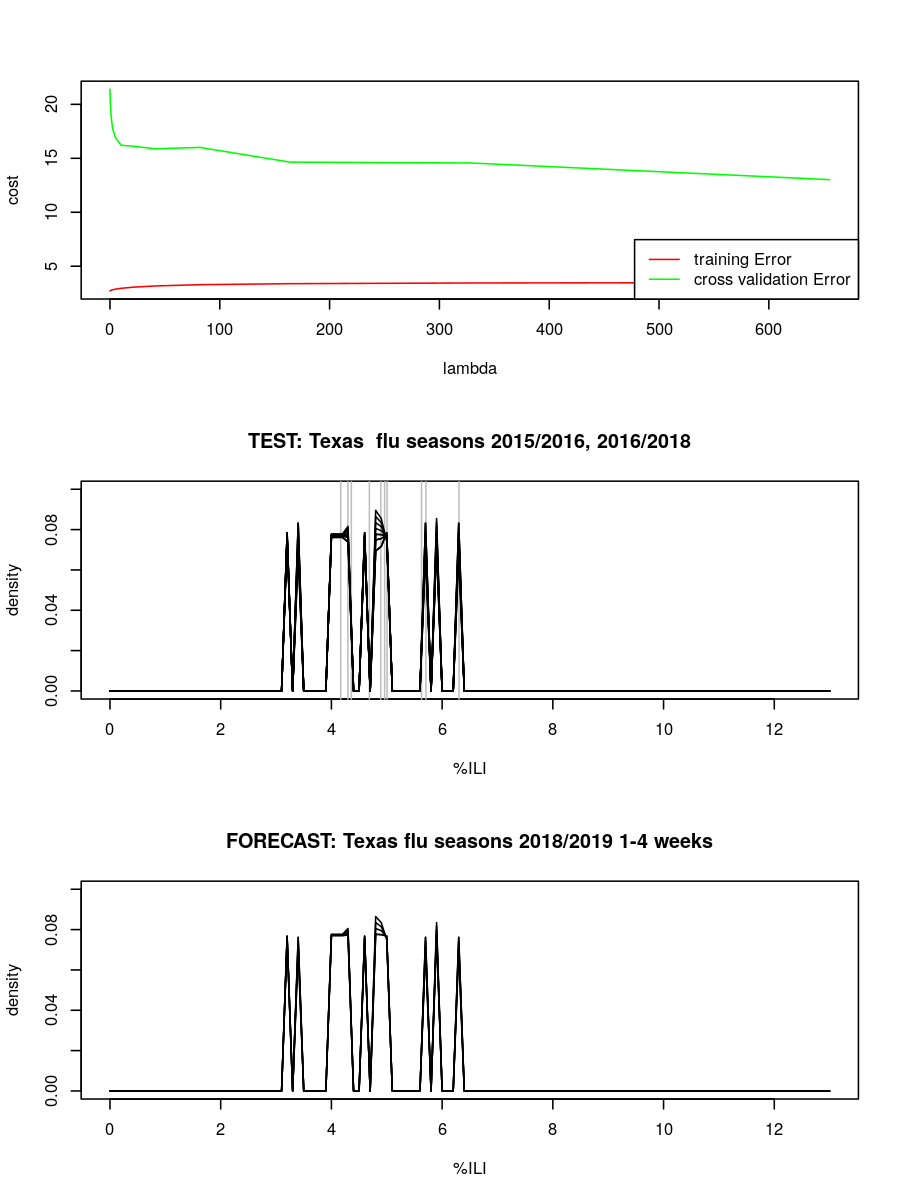 20
15
10
5
cost
training Error
cross validation Error
0 100 200 300 400 500 600
lambda
TEST: Texas  flu seasons 2015/2016, 2016/2018
0.08
0.04
0.00
density
0 2 4 6 8 10 12
%ILI
FORECAST: Texas flu seasons 2018/2019 1-4 weeks
0.08
0.04
0.00
density
0 2 4 6 8 10 12
%ILI